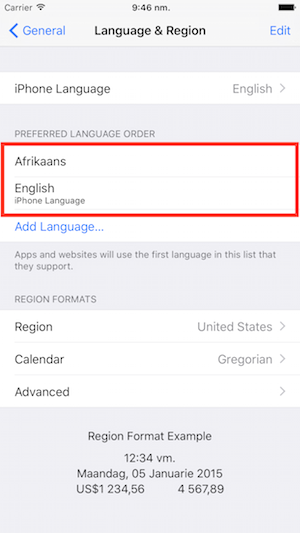 Carrier 9:46 nm.
General Language & Region Edit
iPhone Language English
PREFERRED LANGUAGE ORDER
Afrikaans
English
iPhone Language
Add Language...
Apps and websites will use the first language in this list that
they support.
REGION FORMATS
Region United States
Calendar Gregorian
Advanced
Region Format Example
12:34 vm.
Maandag, 05 Januarie 2015
US$1 234,56 4 567,89